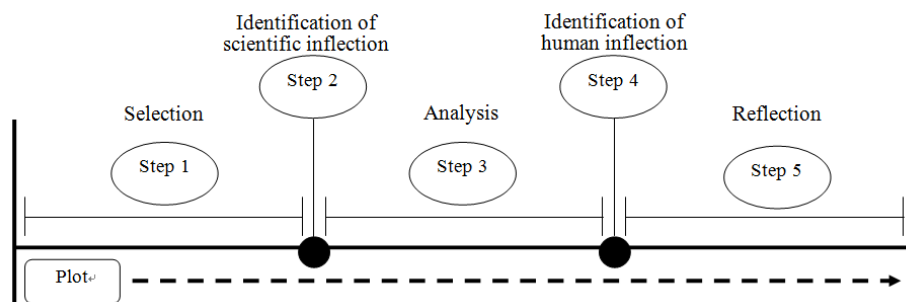 Identification of
scientific inflection
Step 2
Identification of
human inflection
Step 4
Selection
Step 1
Analysis
Step 3
Reflection
Step 5
Plot